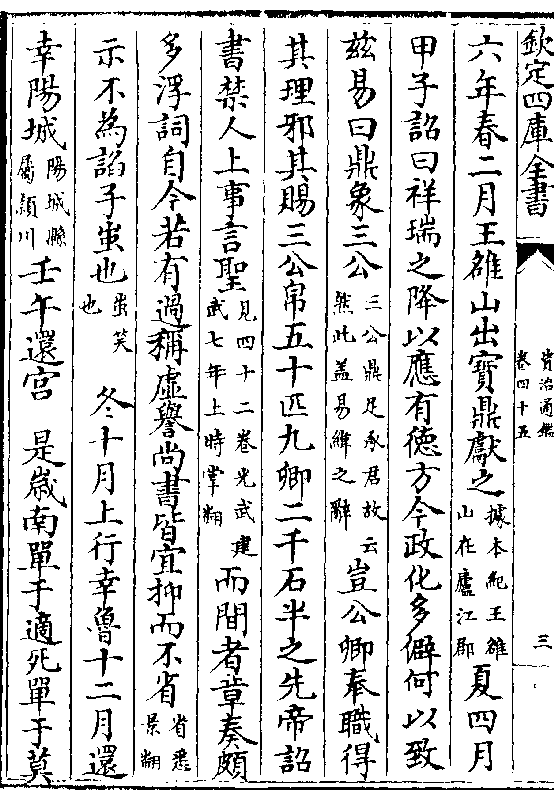 欽定四庫全書 資治通鑑卷四十五 三
六年春二月王雒山出寶鼎獻之據本紀王雒山在廬江郡夏四月
甲子詔曰祥瑞之降以應有徳方今政化多僻何以致
兹易曰鼎象三公三公鼎足承君故云然此盖易緯之辭豈公卿奉職得
其理邪其賜三公帛五十匹九卿二千石半之先帝詔
書禁人上事言聖見四十二卷光武建武七年上時掌翻而間者章奏頗
多浮詞自今若有過稱虛譽尚書皆宜抑而不省省悉景翻
示不為諂子蚩也蚩笑也 冬十月上行幸魯十二月還
幸陽城陽城縣屬潁川壬午還宫 是歲南單于適死單于莫